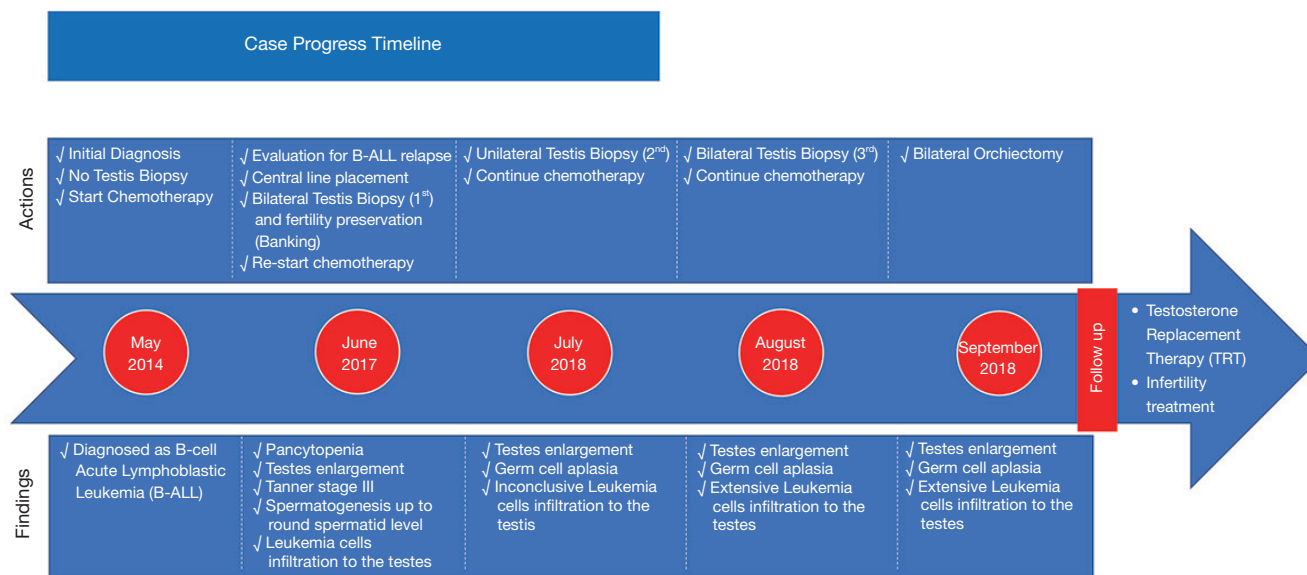 Case Progress Timeline
Actions
√ Initial Diagnosis
√ No Testis Biopsy
√ Start Chemotherapy
√ Evaluation for B-ALL relapse
√ Central line placement
√ Bilateral Testis Biopsy (1st)
and fertility preservation
(Banking)
√ Re-start chemotherapy
√ Unilateral Testis Biopsy (2nd)
√ Continue chemotherapy
√ Bilateral Testis Biopsy (3rd)
√ Continue chemotherapy
√ Bilateral Orchiectomy
May
2014
June
2017
July
2018
August
2018
September
2018
Follow up
• Testosterone
Replacement
Therapy (TRT)
• Infertility
treatment
Findings
√ Diagnosed as B-cell
Acute Lymphoblastic
Leukemia (B-ALL)
√ Pancytopenia
√ Testes enlargement
√ Tanner stage III
√ Spermatogenesis up to
round spermatid level
√ Leukemia cells
infiltration to the testes
√ Testes enlargement
√ Germ cell aplasia
√ Inconclusive Leukemia
cells infiltration to the
testis
√ Testes enlargement
√ Germ cell aplasia
√ Extensive Leukemia
cells infiltration to the
testes
√ Testes enlargement
√ Germ cell aplasia
√ Extensive Leukemia
cells infiltration to the
testes